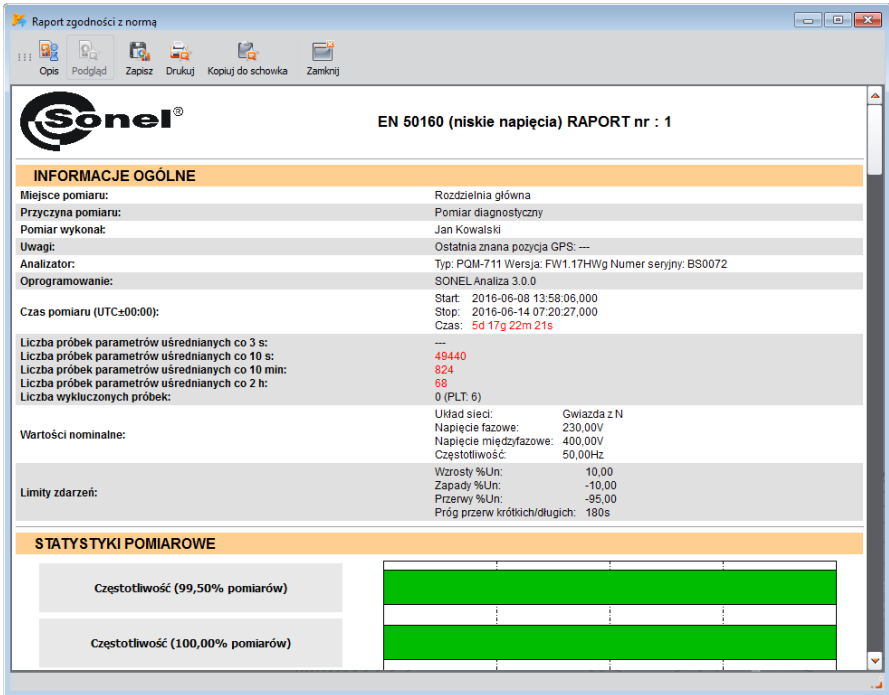 Raport zgodności z normą
Opis Podgląd Zapisz Drukuj Kopiuj do schowka Zamknij
Sonel®
EN 50160 (niskie napięcia) RAPORT nr : 1
INFORMACJE OGÓLNE
Miejsce pomiaru: Rozdzielnia główna
Przyczyna pomiaru: Pomiar diagnostyczny
Pomiar wykonał: Jan Kowalski
Uwagi: Ostatnia znana pozycja GPS: ---
Analizator: Typ: PQM-711 Wersja: FW1.17HWg Numer seryjny: BS0072
Oprogramowanie: SONEL Analiza 3.0.0
Czas pomiaru (UTC±00:00):
Start: 2016-06-08 13:58:06,000
Stop: 2016-06-14 07:20:27,000
Czas: 5d 17g 22m 21s
Liczba próbek parametrów uśrednianych co 3 s: ---
Liczba próbek parametrów uśrednianych co 10 s: 49440
Liczba próbek parametrów uśrednianych co 10 min: 824
Liczba próbek parametrów uśrednianych co 2 h: 68
Liczba wykluczonych próbek: 0 (PLT: 6)
Wartości nominalne:
Układ sieci: Gwiazda z N
Napięcie fazowe: 230,00V
Napięcie międzyfazowe: 400,00V
Częstotliwość: 50,00Hz
Limity zdarzeń:
Wzrosty %Un: 10,00
Zapady %Un: -10,00
Przerwy %Un: -95,00
Próg przerw krótkich/długich: 180s
STATYSTYKI POMIAROWE
Częstotliwość (99,50% pomiarów)
Częstotliwość (100,00% pomiarów)